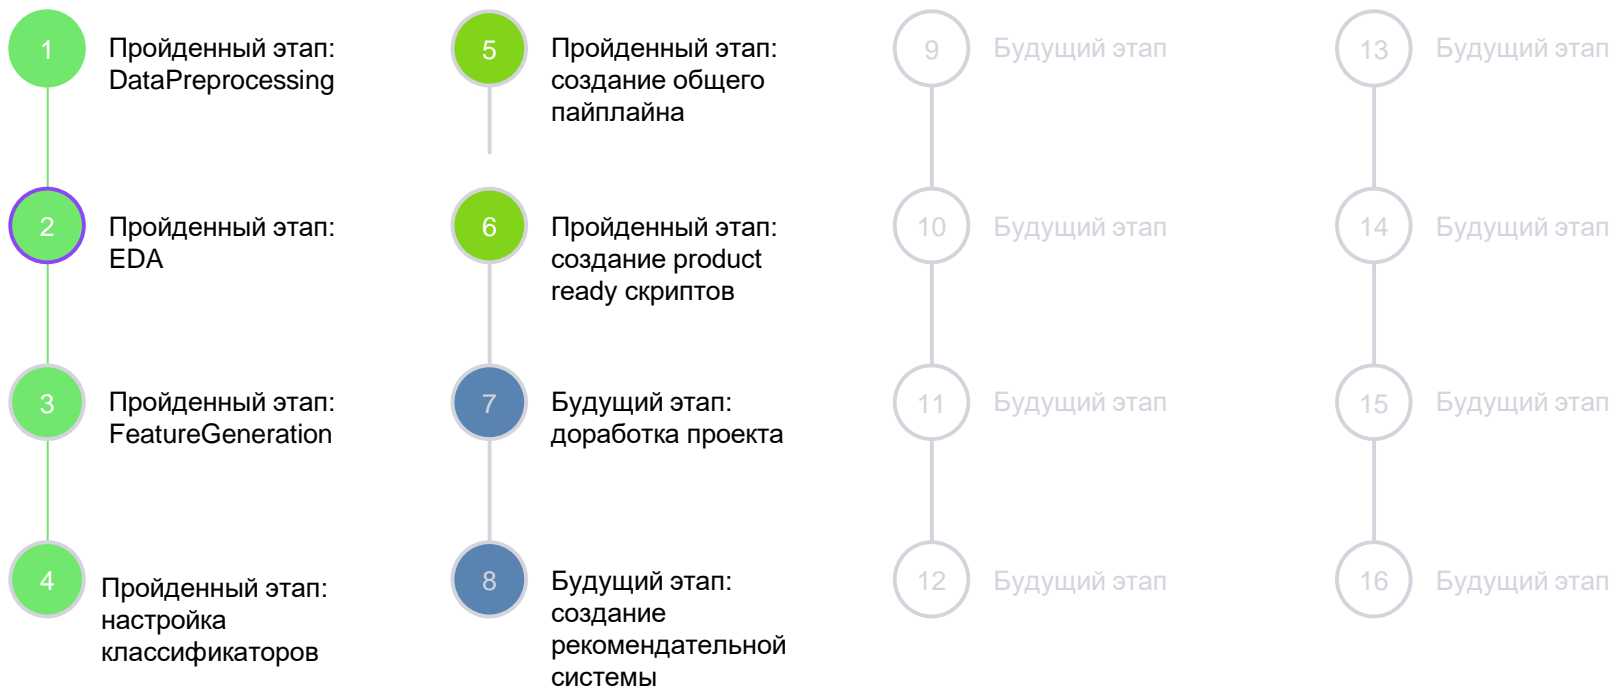 1
Пройденный этап:
DataPreprocessing
2
Пройденный этап:
EDA
3
Пройденный этап:
FeatureGeneration
4
Пройденный этап:
настройка
классификаторов
5
Пройденный этап:
создание общего
пайплайна
6
Пройденный этап:
создание product
ready скриптов
7
Будущий этап:
доработка проекта
8
Будущий этап:
создание
рекомендательной
системы
9
Будущий этап
10
Будущий этап
11
Будущий этап
12
Будущий этап
13
Будущий этап
14
Будущий этап
15
Будущий этап
16
Будущий этап